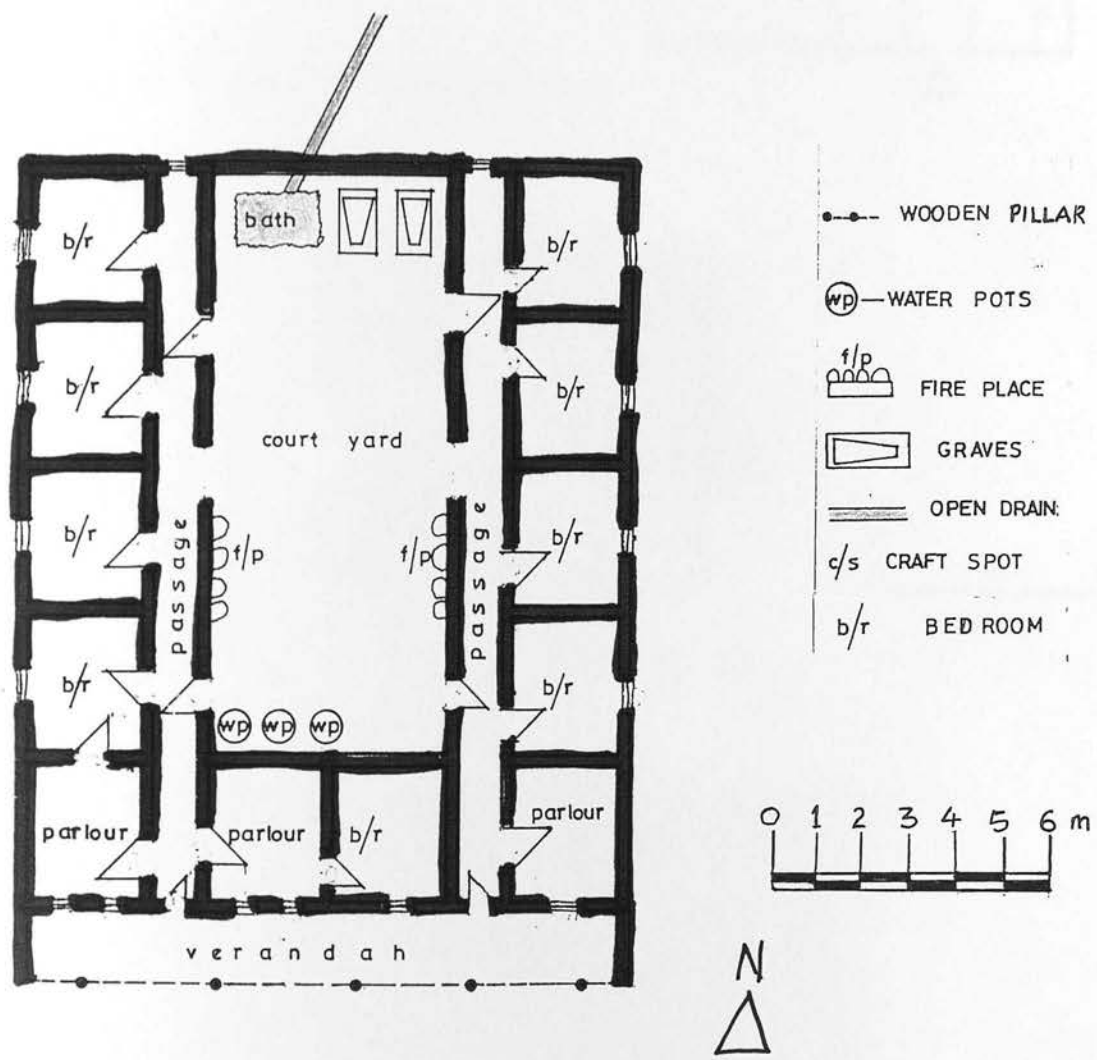 bath
b/r
b/r
b/r
b/r
court yard
b/r
b/r
passage
f/p
f/p
passage
b/r
b/r
b/r
b/r
wp wp wp
parlour
parlour
b/r
parlour
verandah
WOODEN PILLAR
wp — WATER POTS
f/p
FIRE PLACE
GRAVES
OPEN DRAIN:
c/s CRAFT SPOT
b/r BED ROOM
0 1 2 3 4 5 6 m
N